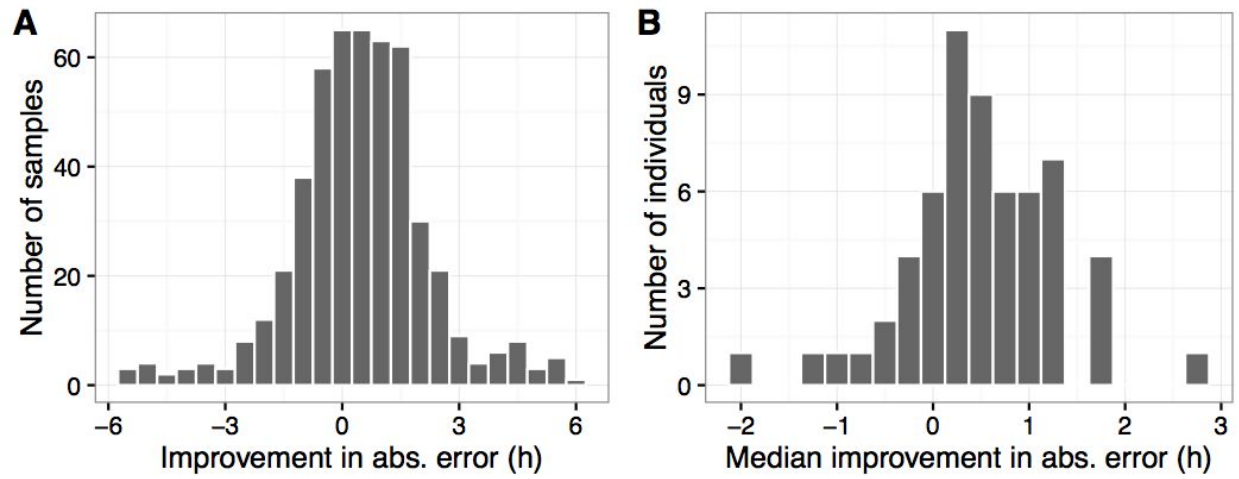 A
Number of samples
60
40
20
0
−6 −3 0 3 6
Improvement in abs. error (h)
B
Number of individuals
9
6
3
0
−2 −1 0 1 2 3
Median improvement in abs. error (h)